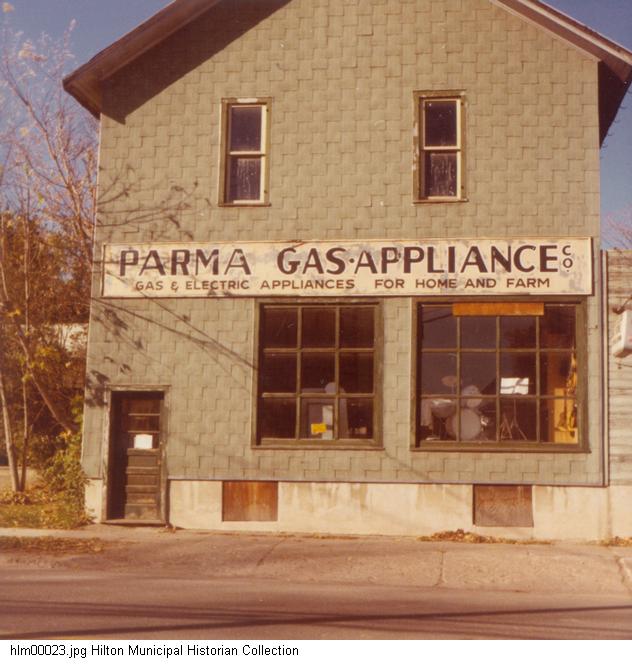 PARMA GAS·APPLIANCE CO.
GAS & ELECTRIC APPLIANCES FOR HOME AND FARM
hlm00023.jpg Hilton Municipal Historian Collection